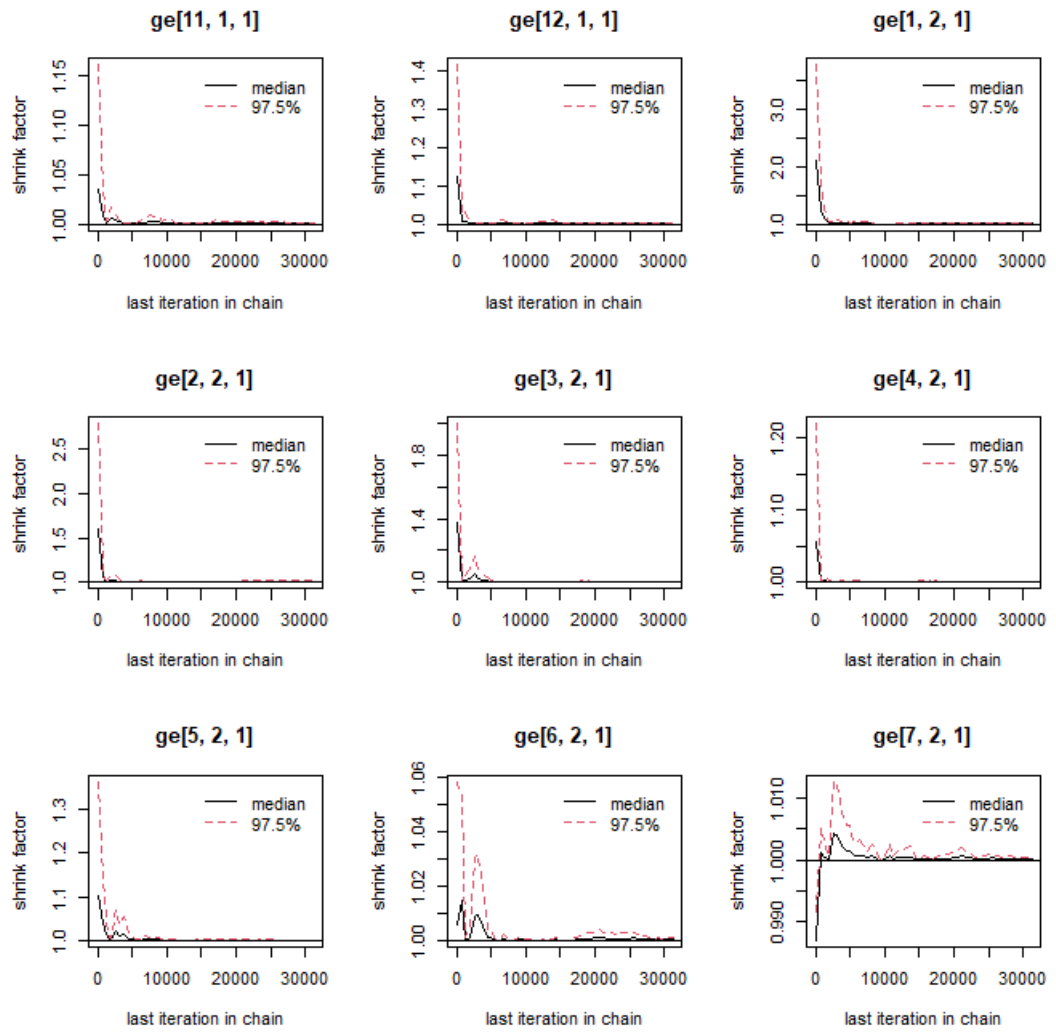 ge[11, 1, 1]
ge[12, 1, 1]
ge[1, 2, 1]
shrink factor
1.00 1.05 1.10 1.15
median
97.5%
0 10000 20000 30000
last iteration in chain
shrink factor
1.0 1.1 1.2 1.3 1.4
median
97.5%
0 10000 20000 30000
last iteration in chain
shrink factor
1.0 2.0 3.0
median
97.5%
0 10000 20000 30000
last iteration in chain
ge[2, 2, 1]
ge[3, 2, 1]
ge[4, 2, 1]
shrink factor
1.0 1.5 2.0 2.5
median
97.5%
0 10000 20000 30000
last iteration in chain
shrink factor
1.0 1.4 1.8
median
97.5%
0 10000 20000 30000
last iteration in chain
shrink factor
1.00 1.10 1.20
median
97.5%
0 10000 20000 30000
last iteration in chain
ge[5, 2, 1]
ge[6, 2, 1]
ge[7, 2, 1]
shrink factor
1.0 1.1 1.2 1.3
median
97.5%
0 10000 20000 30000
last iteration in chain
shrink factor
1.00 1.02 1.04 1.06
median
97.5%
0 10000 20000 30000
last iteration in chain
shrink factor
0.990 1.000 1.010
median
97.5%
0 10000 20000 30000
last iteration in chain